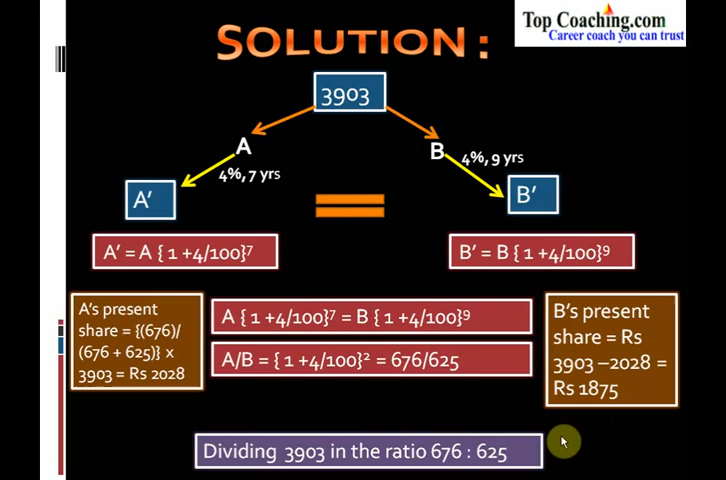 Top Coaching.com
Career coach you can trust
SOLUTION :
3903
A
B
4%, 7 yrs
4%, 9 yrs
A'
B'
A' = A { 1 +4/100}⁷
B' = B { 1 +4/100}⁹
A's present
share = {(676)/
(676 + 625)} x
3903 = Rs 2028
A { 1 +4/100}⁷ = B { 1 +4/100}⁹
A/B = { 1 +4/100}² = 676/625
B's present
share = Rs
3903 –2028 =
Rs 1875
Dividing 3903 in the ratio 676 : 625